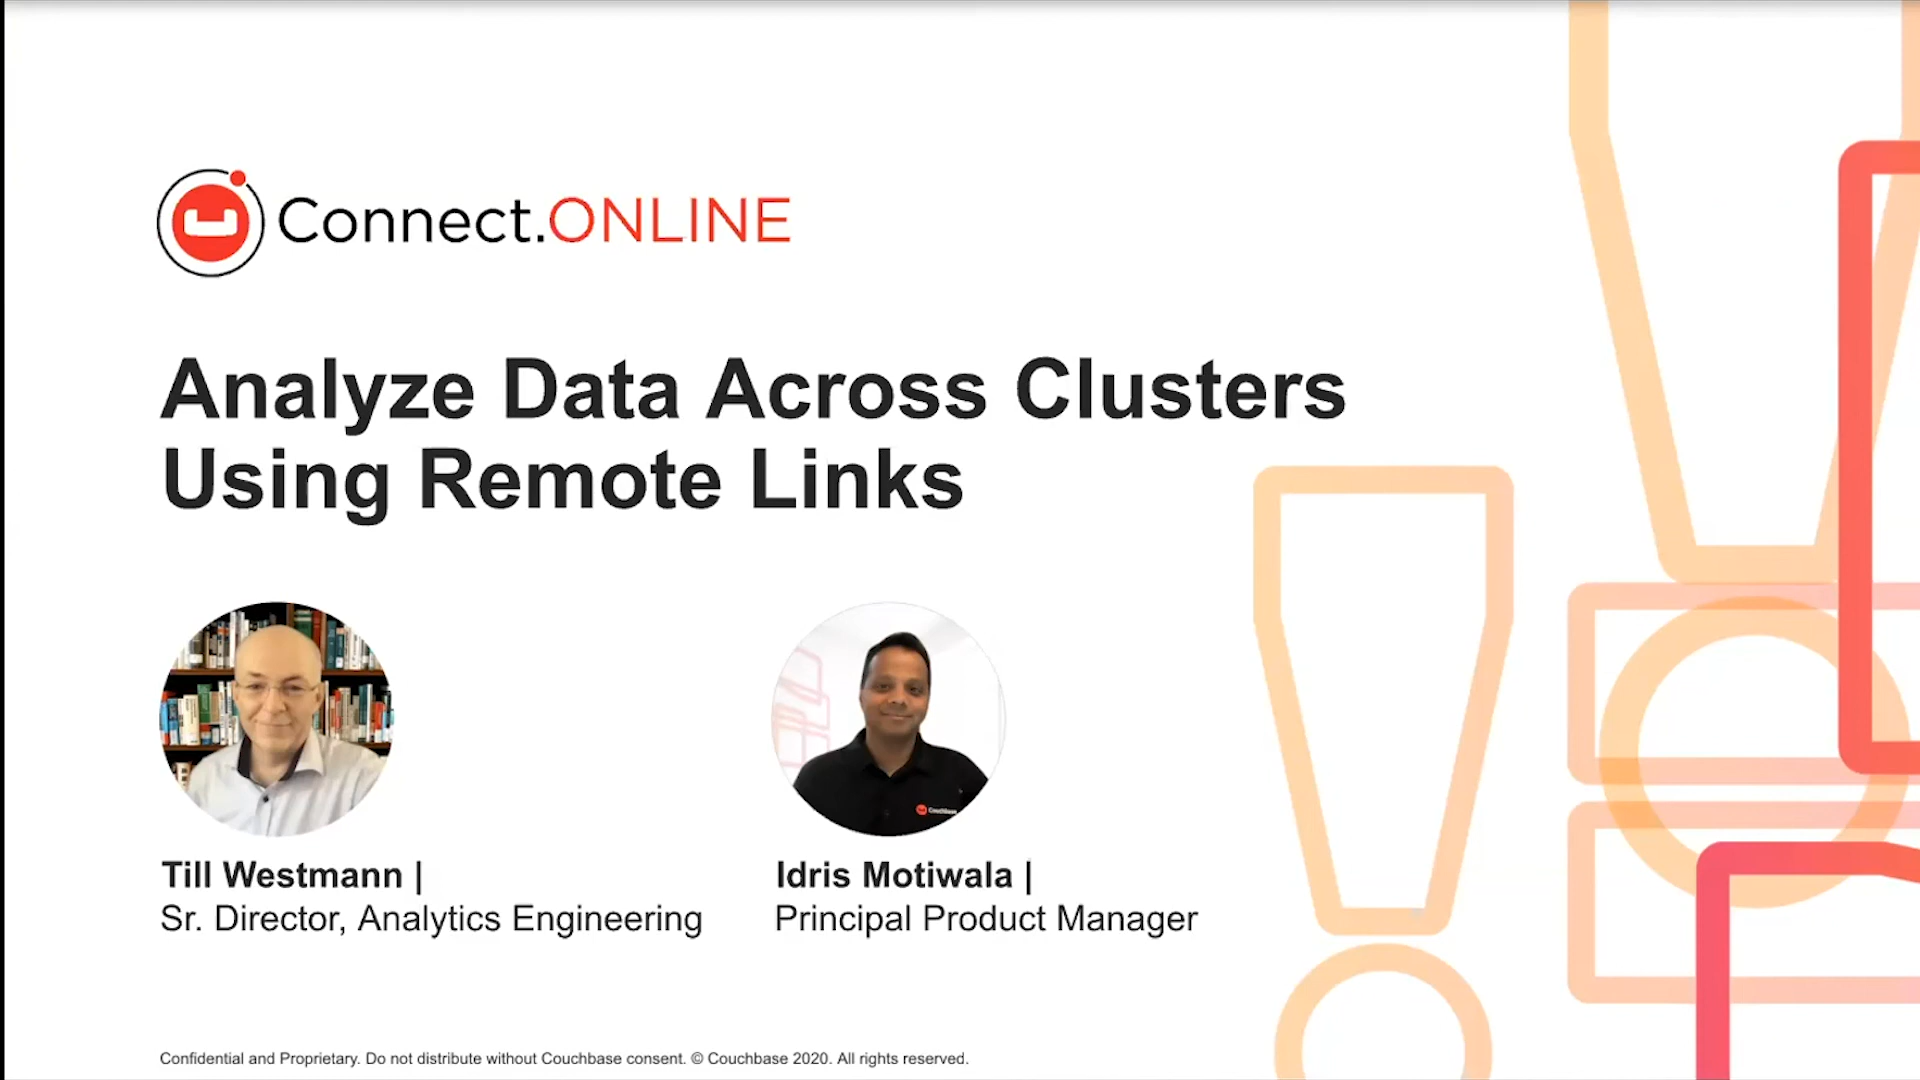 Connect.ONLINE
Analyze Data Across Clusters
Using Remote Links
Couchbase
Till Westmann |
Sr. Director, Analytics Engineering
Idris Motiwala |
Principal Product Manager
Confidential and Proprietary. Do not distribute without Couchbase consent. © Couchbase 2020. All rights reserved.